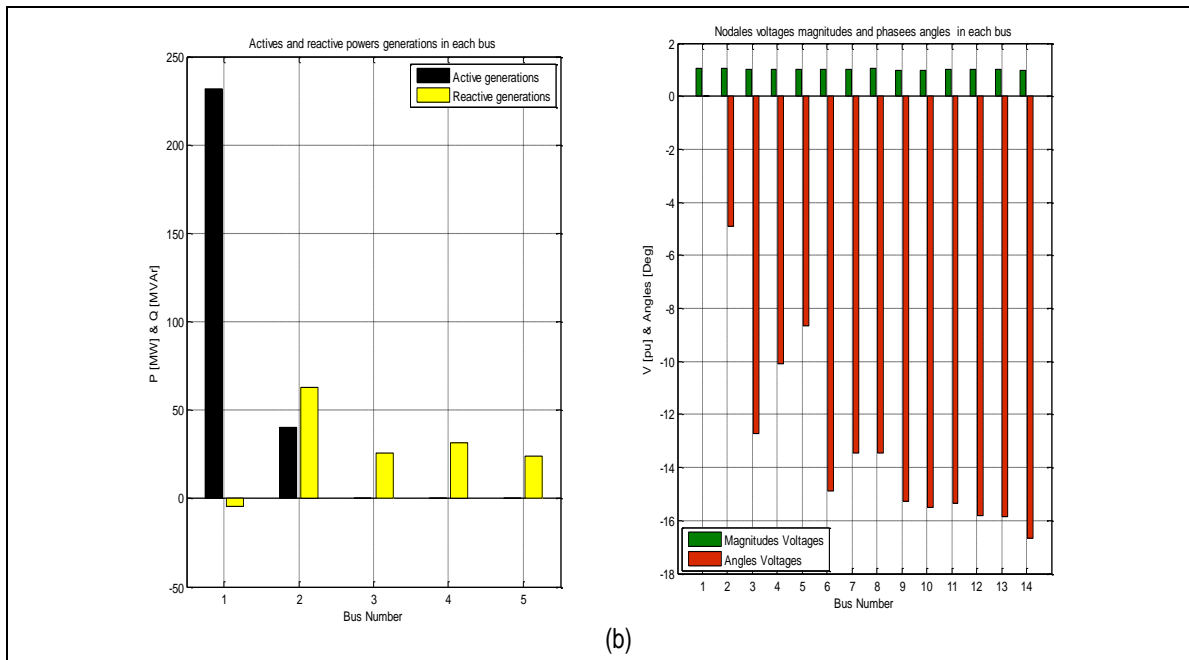 Actives and reactive powers generations in each bus
250
200
150
100
50
0
-50
P [MW] & Q [MVAr]
Active generations
Reactive generations
1 2 3 4 5
Bus Number
Nodales voltages magnitudes and phasees angles in each bus
2
0
-2
-4
-6
-8
-10
-12
-14
-16
-18
V [pu] & Angles [Deg]
Magnitudes Voltages
Angles Voltages
1 2 3 4 5 6 7 8 9 10 11 12 13 14
Bus Number
(b)